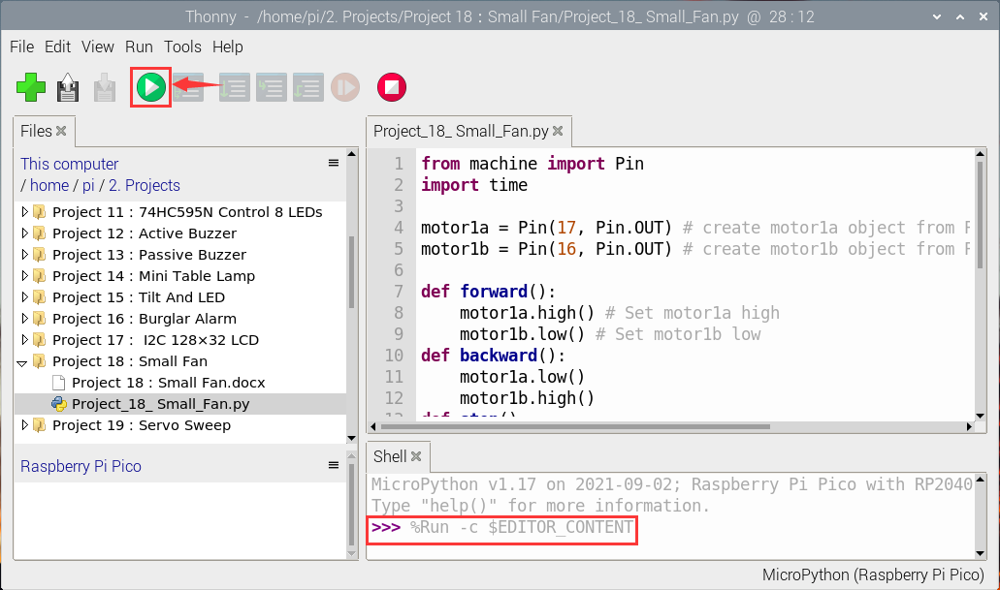 Thonny - /home/pi/2. Projects/Project 18 : Small Fan/Project_18_ Small_Fan.py @ 28 : 12
File Edit View Run Tools Help
Files
This computer
/ home / pi / 2. Projects
Project 11 : 74HC595N Control 8 LEDs
Project 12 : Active Buzzer
Project 13 : Passive Buzzer
Project 14 : Mini Table Lamp
Project 15 : Tilt And LED
Project 16 : Burglar Alarm
Project 17 : I2C 128×32 LCD
Project 18 : Small Fan
Project 18 : Small Fan.docx
Project_18_ Small_Fan.py
Project 19 : Servo Sweep
Raspberry Pi Pico
Project_18_ Small_Fan.py
1 from machine import Pin
2 import time
3
4 motor1a = Pin(17, Pin.OUT) # create motor1a object from
5 motor1b = Pin(16, Pin.OUT) # create motor1b object from
6
7 def forward():
8 motor1a.high() # Set motor1a high
9 motor1b.low() # Set motor1b low
10 def backward():
11 motor1a.low()
12 motor1b.high()
13 def stop()
Shell
MicroPython v1.17 on 2021-09-02; Raspberry Pi Pico with RP2040
Type "help()" for more information.
>>> %Run -c $EDITOR_CONTENT
MicroPython (Raspberry Pi Pico)